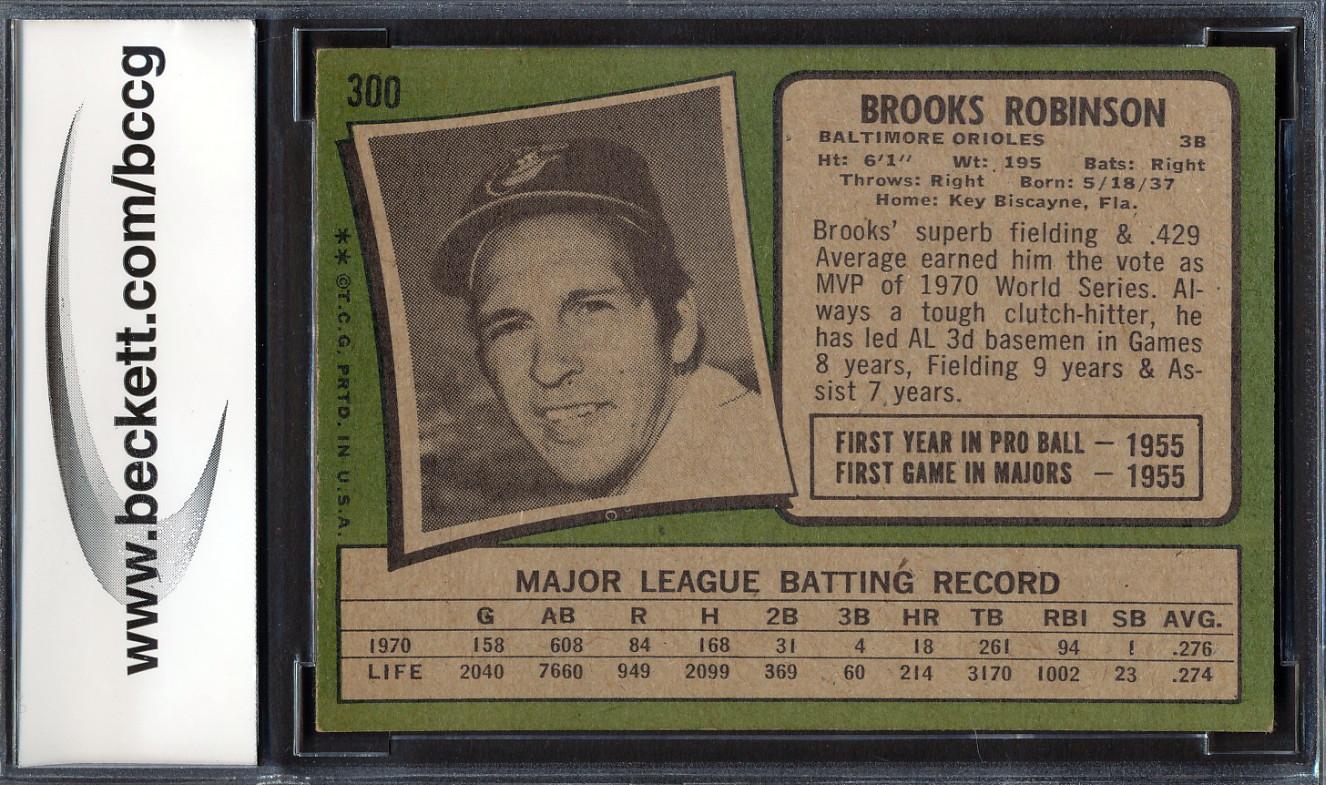 www.beckett.com/bccg
300
** ©T.C.G. PRTD. IN U.S.A.
BROOKS ROBINSON
BALTIMORE ORIOLES 3B
Ht: 6'1" Wt: 195 Bats: Right
Throws: Right Born: 5/18/37
Home: Key Biscayne, Fla.
Brooks' superb fielding & .429
Average earned him the vote as
MVP of 1970 World Series. Al-
ways a tough clutch-hitter, he
has led AL 3d basemen in Games
8 years, Fielding 9 years & As-
sist 7 years.
FIRST YEAR IN PRO BALL — 1955
FIRST GAME IN MAJORS — 1955
MAJOR LEAGUE BATTING RECORD
G AB R H 2B 3B HR TB RBI SB AVG.
1970 158 608 84 168 31 4 18 261 94 1 .276
LIFE 2040 7660 949 2099 369 60 214 3170 1002 23 .274